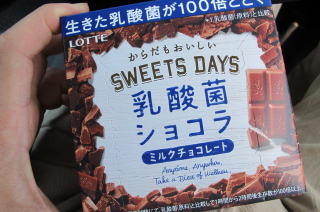 生きた乳酸菌が100倍とどく
LOTTE
からだもおいしい
SWEETS DAYS
乳酸菌
ショコラ
ミルクチョコレート
Anytime, Anywhere,
Take a Piece of Wellness.